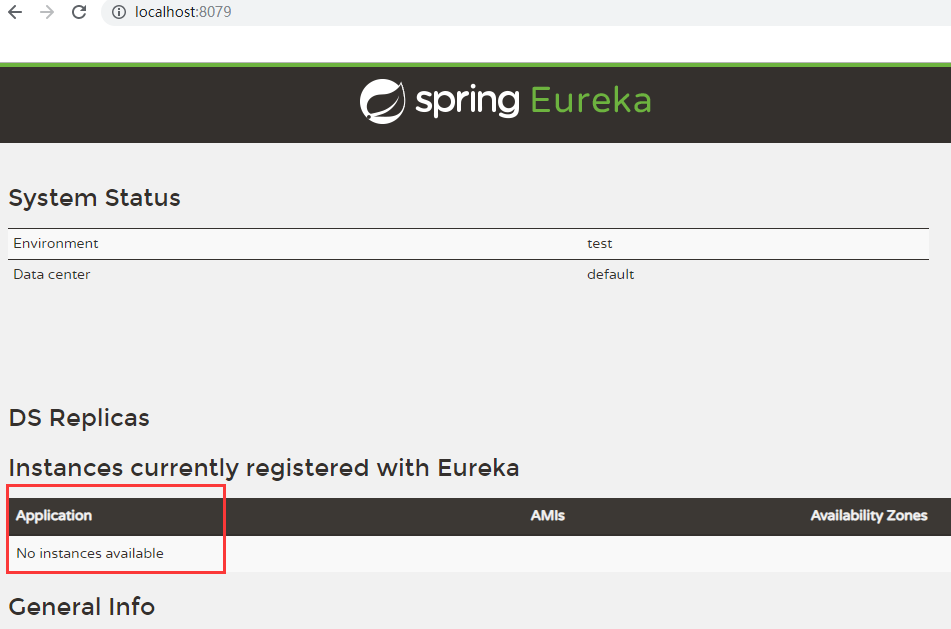 localhost:8079
spring Eureka
System Status
Environment test
Data center default
DS Replicas
Instances currently registered with Eureka
Application AMIs Availability Zones
No instances available
General Info